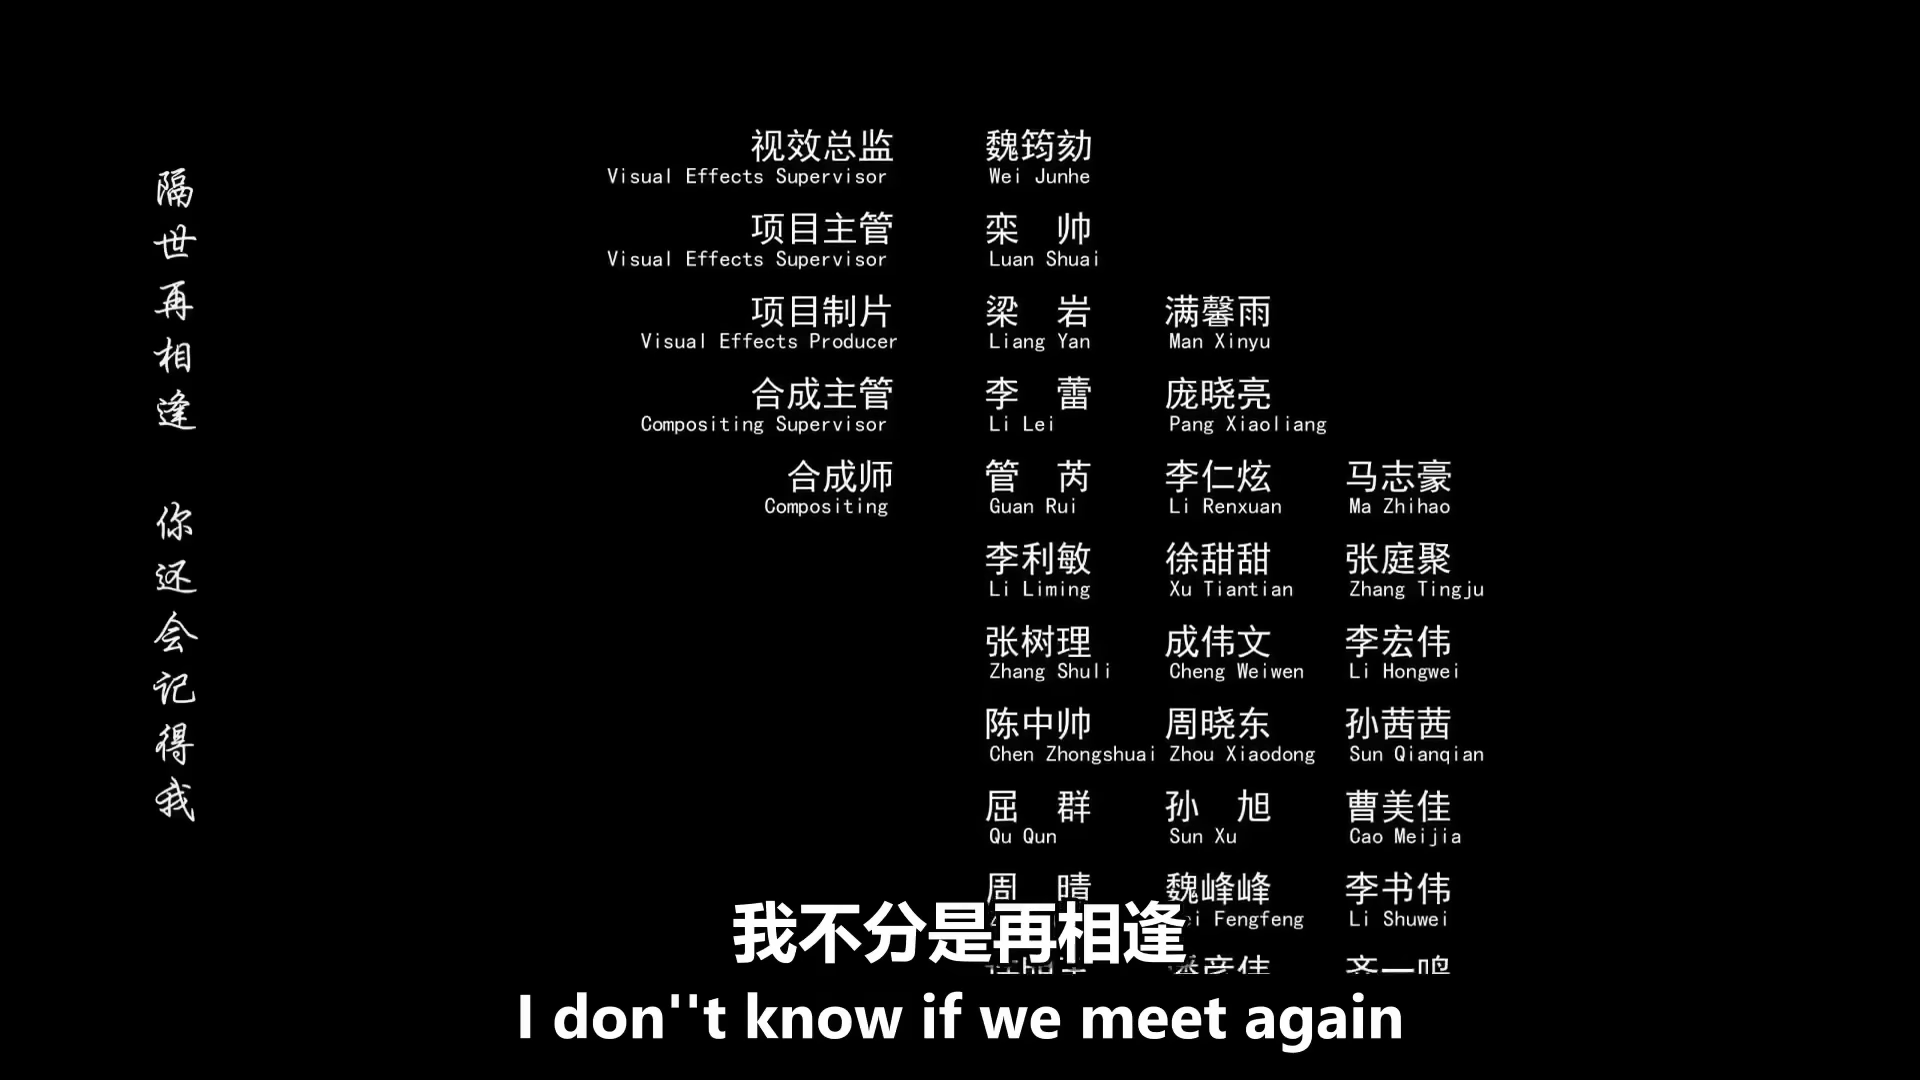 隔世再相逢 你还会记得我
视效总监 魏筠劾
Visual Effects Supervisor Wei Junhe
项目主管 栾 帅
Visual Effects Supervisor Luan Shuai
项目制片 梁 岩 满馨雨
Visual Effects Producer Liang Yan Man Xinyu
合成主管 李 蕾 庞晓亮
Compositing Supervisor Li Lei Pang Xiaoliang
合成师 管 芮 李仁炫 马志豪
Compositing Guan Rui Li Renxuan Ma Zhihao
李利敏 徐甜甜 张庭聚
Li Liming Xu Tiantian Zhang Tingju
张树理 成伟文 李宏伟
Zhang Shuli Cheng Weiwen Li Hongwei
陈中帅 周晓东 孙茜茜
Chen Zhongshuai Zhou Xiaodong Sun Qianqian
屈 群 孙 旭 曹美佳
Qu Qun Sun Xu Cao Meijia
周 晴 魏峰峰 李书伟
Fengfeng Li Shuwei
我不分是再相逢
I don''t know if we meet again